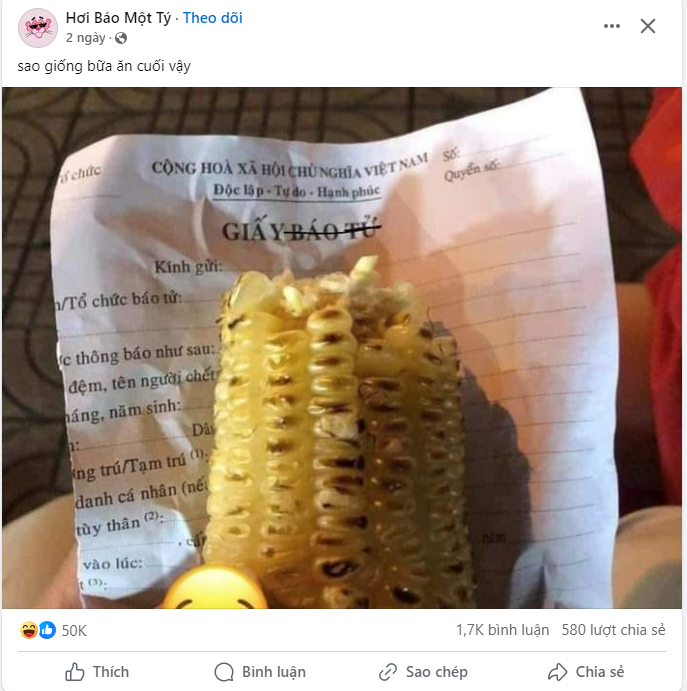 Hơi Báo Một Tý · Theo dõi
2 ngày ·
sao giống bữa ăn cuối vậy
chức
CỘNG HOÀ XÃ HỘI CHỦ NGHĨA VIỆT NAM
Độc lập - Tự do - Hạnh phúc
Số:
Quyển số:
GIẤY BÁO TỬ
Kính gửi:
/Tổ chức báo tử:
thông báo như sau:
đệm, tên người chết
năm sinh:
Dâ
trú/Tạm trú (1):
danh cá nhân (nế
tùy thân (2):
, cấ
năm
vào lúc:
(3):
50K
1,7K bình luận 580 lượt chia sẻ
Thích Bình luận Sao chép Chia sẻ